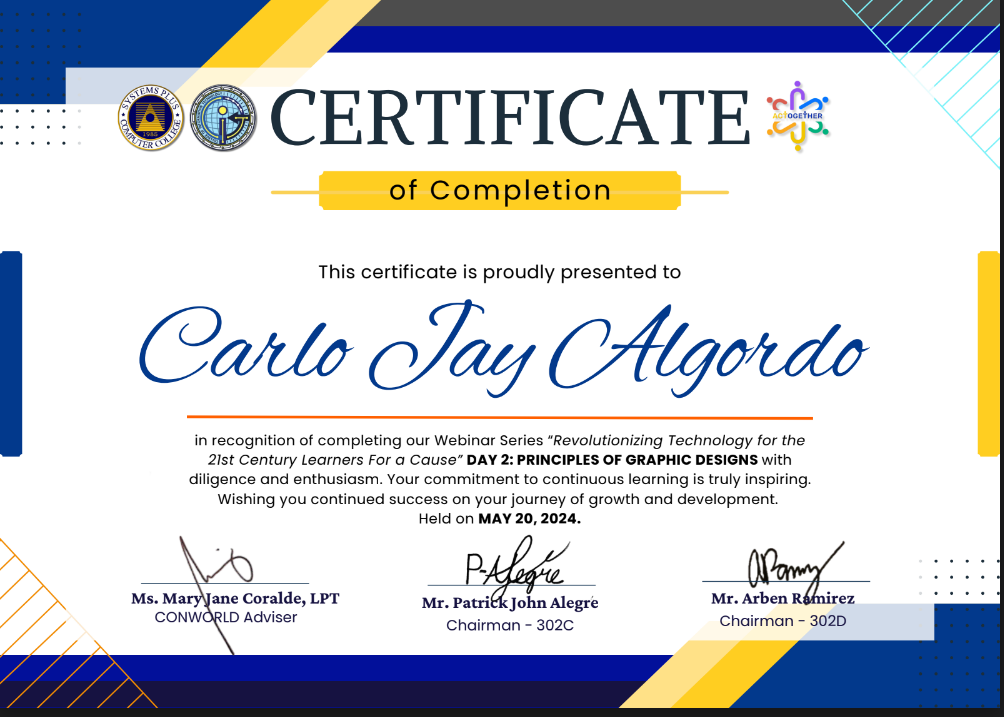 SYSTEMS PLUS
COMPUTER COLLEGE
1985
CERTIFICATE
ACTOGETHER
of Completion
This certificate is proudly presented to
Carlo Jay Algordo
in recognition of completing our Webinar Series “Revolutionizing Technology for the
21st Century Learners For a Cause” DAY 2: PRINCIPLES OF GRAPHIC DESIGNS with
diligence and enthusiasm. Your commitment to continuous learning is truly inspiring.
Wishing you continued success on your journey of growth and development.
Held on MAY 20, 2024.
P-Alegre
Ms. Mary Jane Coralde, LPT
CONWORLD Adviser
Mr. Patrick John Alegre
Chairman - 302C
Mr. Arben Ramirez
Chairman - 302D